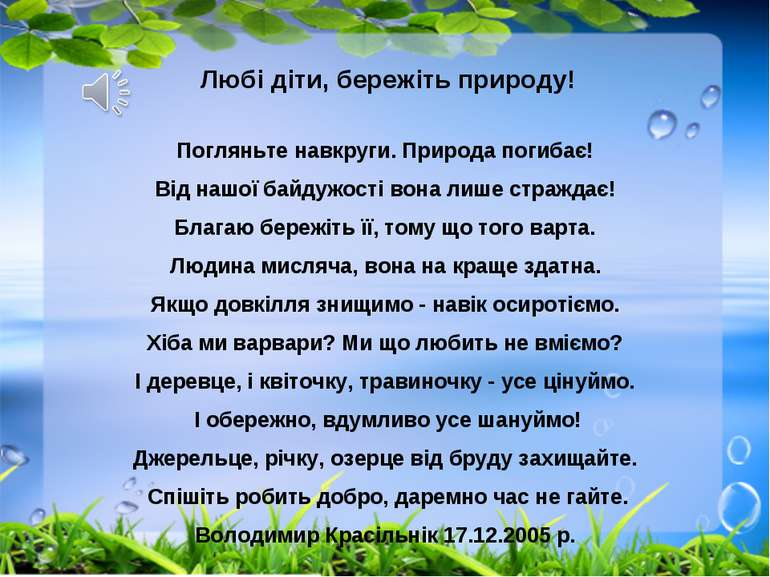 Любі діти, бережіть природу!
Погляньте навкруги. Природа погибає!
Від нашої байдужості вона лише страждає!
Благаю бережіть її, тому що того варта.
Людина мисляча, вона на краще здатна.
Якщо довкілля знищимо - навік осиротіємо.
Хіба ми варвари? Ми що любить не вміємо?
І деревце, і квіточку, травиночку - усе цінуймо.
І обережно, вдумливо усе шануймо!
Джерельце, річку, озерце від бруду захищайте.
Спішіть робить добро, даремно час не гайте.
Володимир Красільнік 17.12.2005 р.